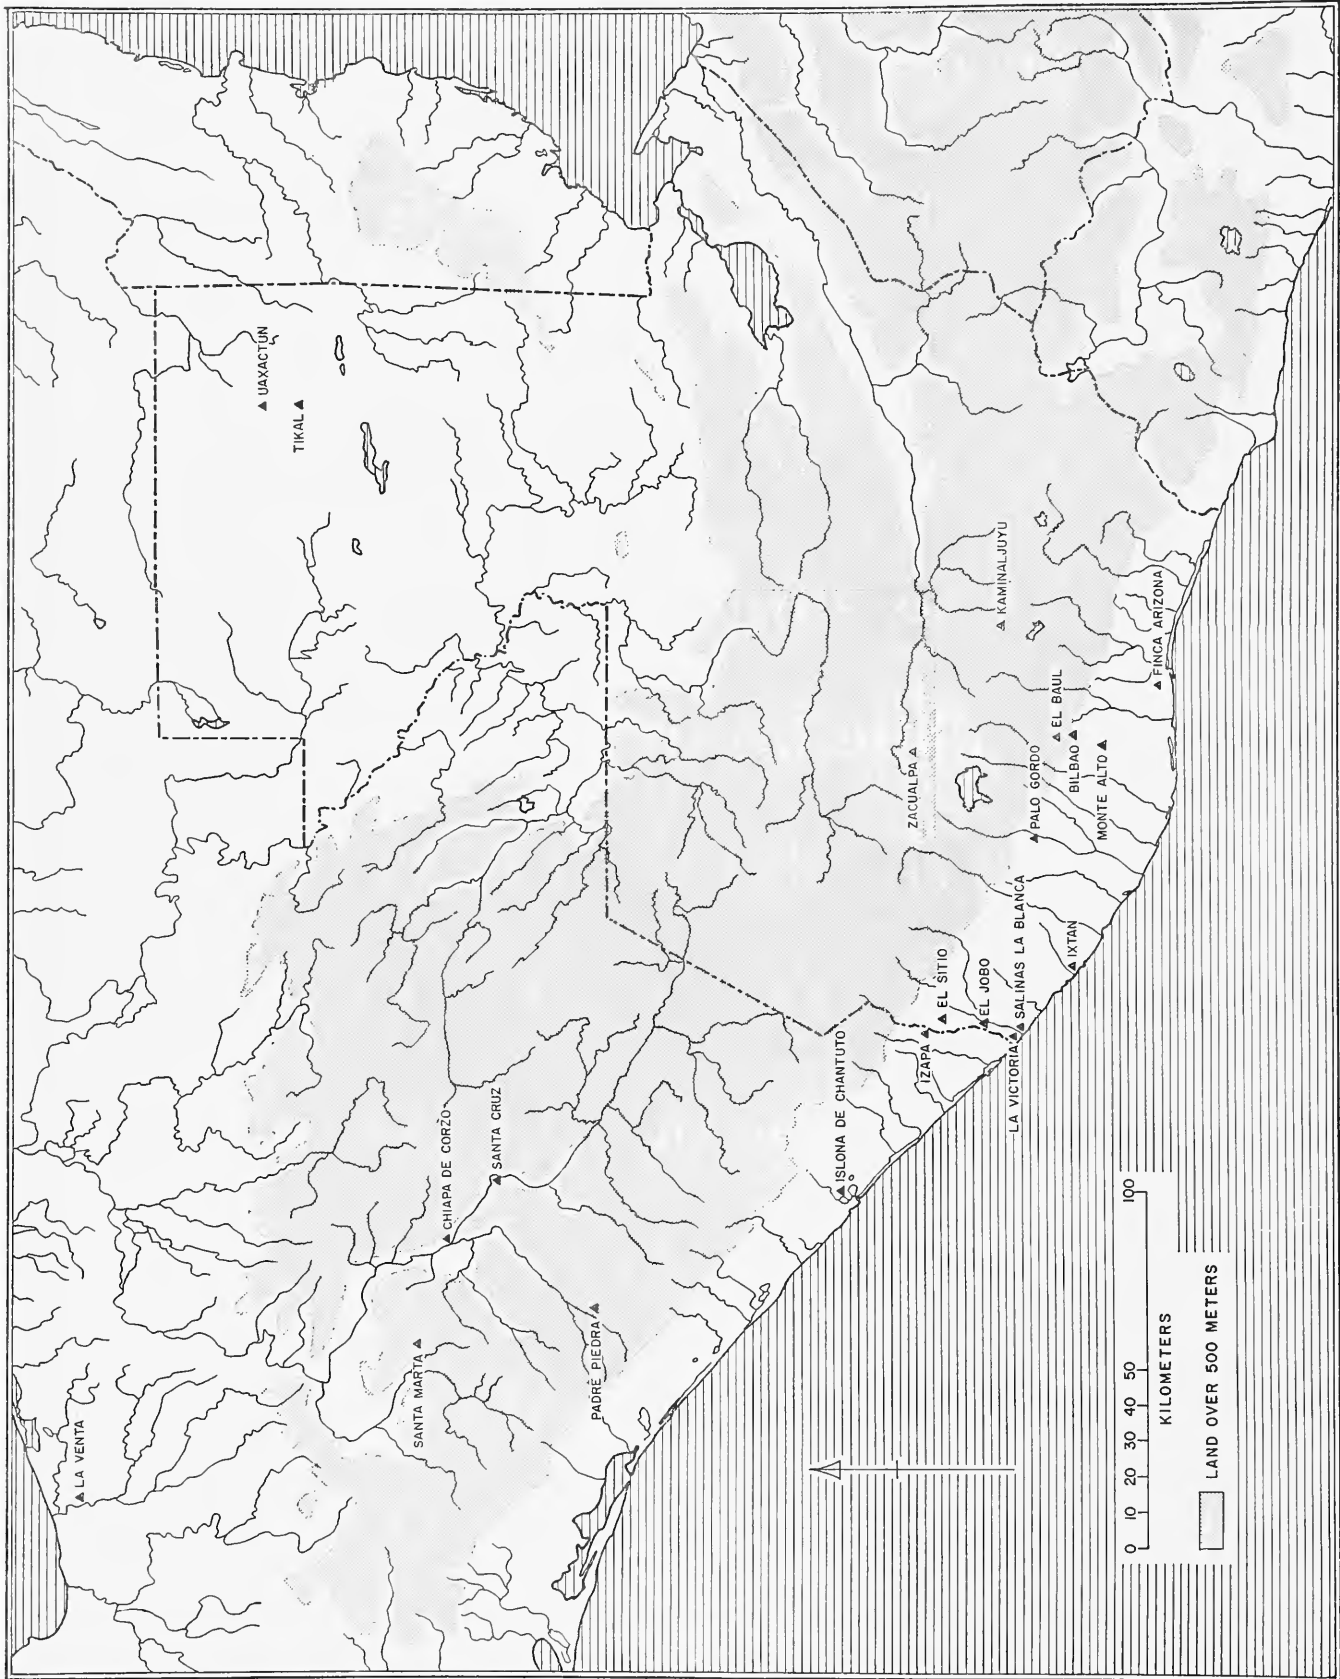 LA VENTA
UAXACTUN
TIKAL
SANTA MARTA
CHIAPA DE CORZO
SANTA CRUZ
PADRE PIEDRA
ISLONA DE CHANTUTO
IZAPA
EL SITIO
EL JOBO
LA VICTORIA
SALINAS LA BLANCA
IXTAN
ZACUALPA
PALO GORDO
EL BAUL
BILBAO
MONTE ALTO
KAMINALJUYU
FINCA ARIZONA
0 10 20 30 40 50 100
KILOMETERS
LAND OVER 500 METERS